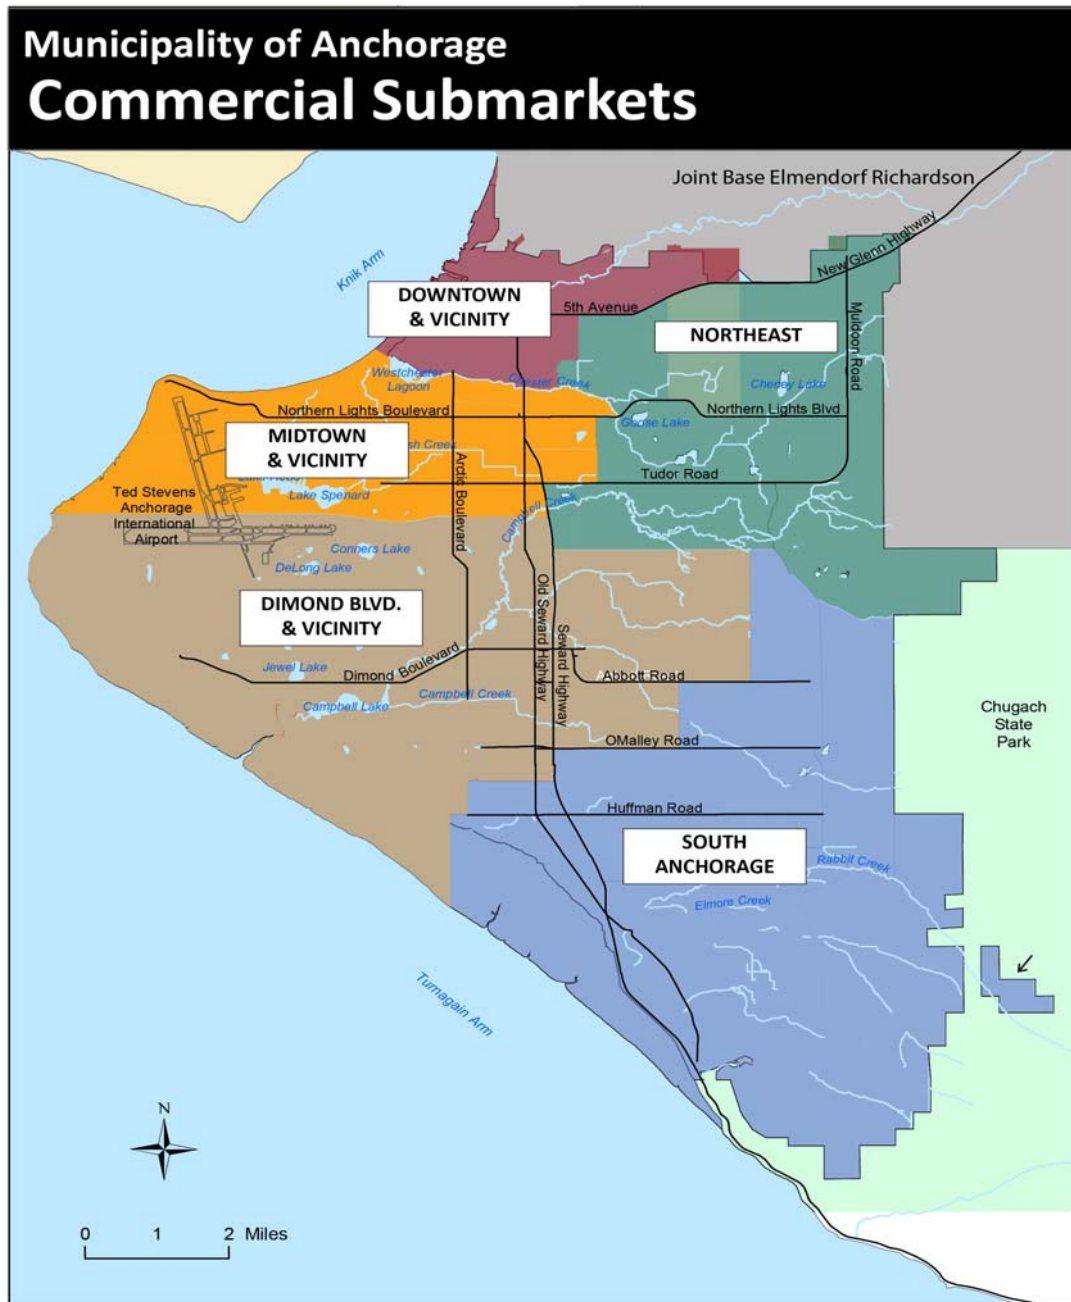 Municipality of Anchorage
Commercial Submarkets
Joint Base Elmendorf Richardson
New Glenn Highway
Knik Arm
DOWNTOWN
& VICINITY
5th Avenue
NORTHEAST
Muldoon Road
Westchester
Lagoon
Chester Creek
Cheney Lake
Northern Lights Boulevard
Northern Lights Blvd
Goose Lake
MIDTOWN
& VICINITY
sh Creek
Arctic Boulevard
Tudor Road
Lake Spenard
Ted Stevens
Anchorage
International
Airport
Campbell Creek
Conners Lake
DeLong Lake
DIMOND BLVD.
& VICINITY
Old Seward Highway
Seward Highway
Jewel Lake
Dimond Boulevard
Abbott Road
Campbell Creek
Campbell Lake
OMalley Road
Chugach
State
Park
Huffman Road
SOUTH
ANCHORAGE
Rabbit Creek
Elmore Creek
Turnagain Arm
N
0 1 2 Miles